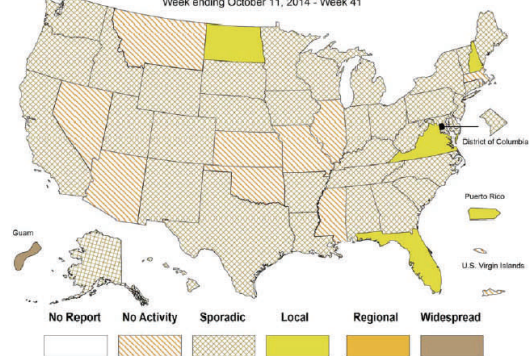 Week ending October 11, 2014 - Week 41
District of Columbia
Puerto Rico
Guam
U.S. Virgin Islands
No Report No Activity Sporadic Local Regional Widespread